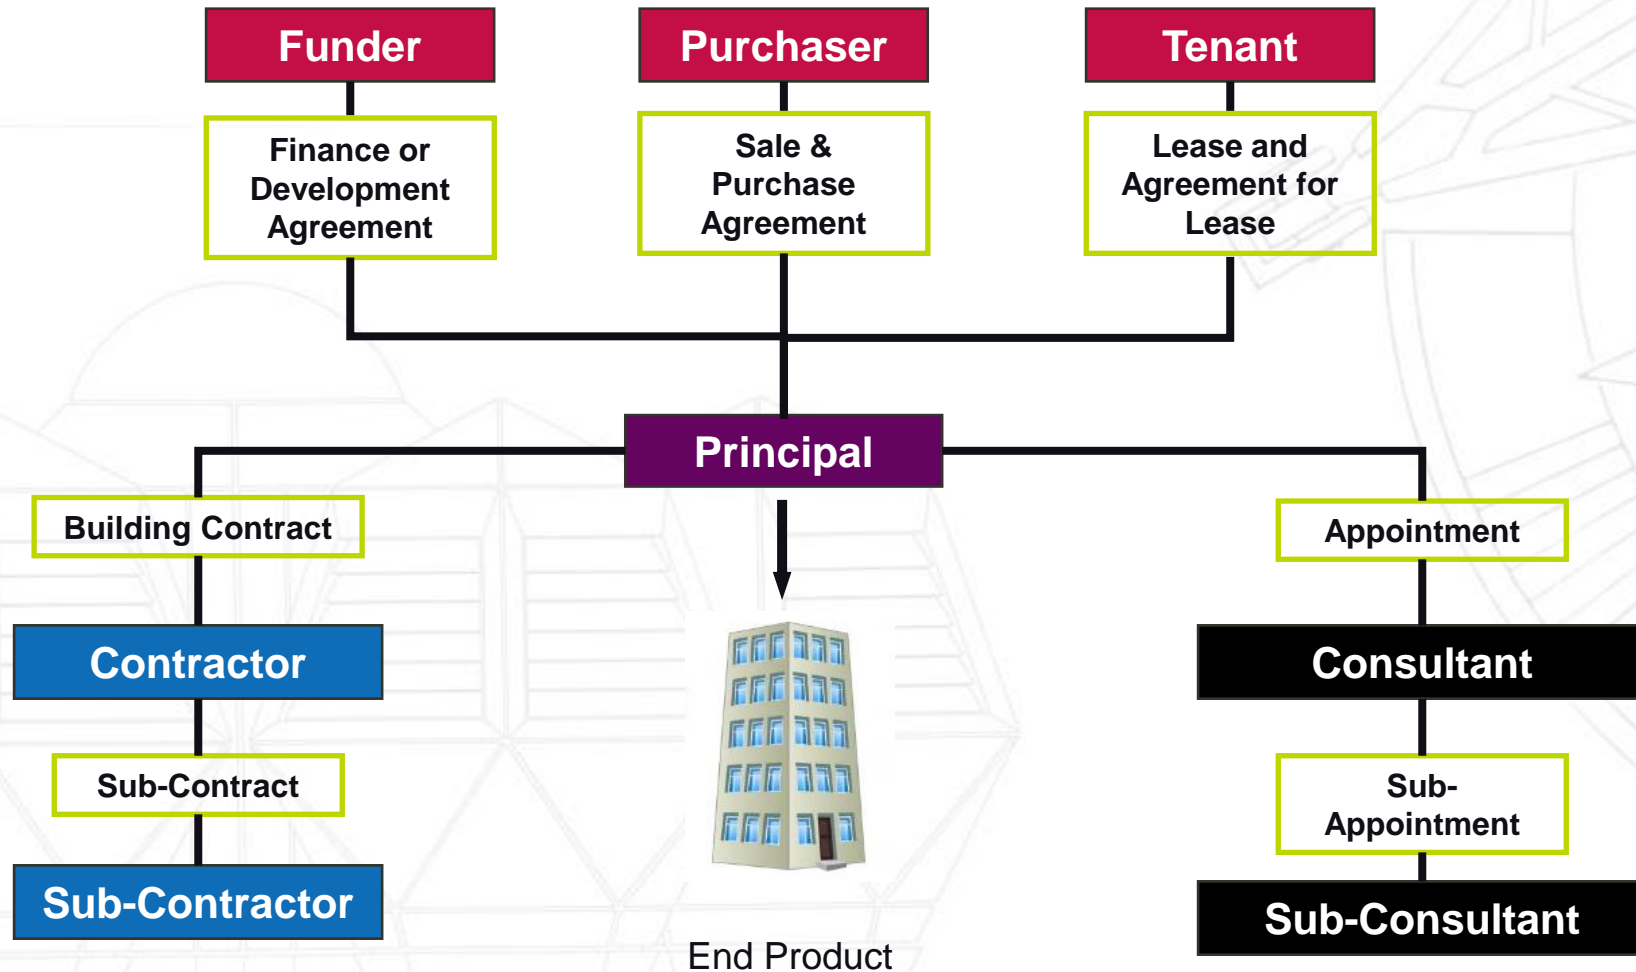 Funder
Purchaser
Tenant
Finance or
Development
Agreement
Sale &
Purchase
Agreement
Lease and
Agreement for
Lease
Principal
Building Contract
Appointment
Contractor
Consultant
Sub-Contract
Sub-
Appointment
Sub-Contractor
Sub-Consultant
End Product